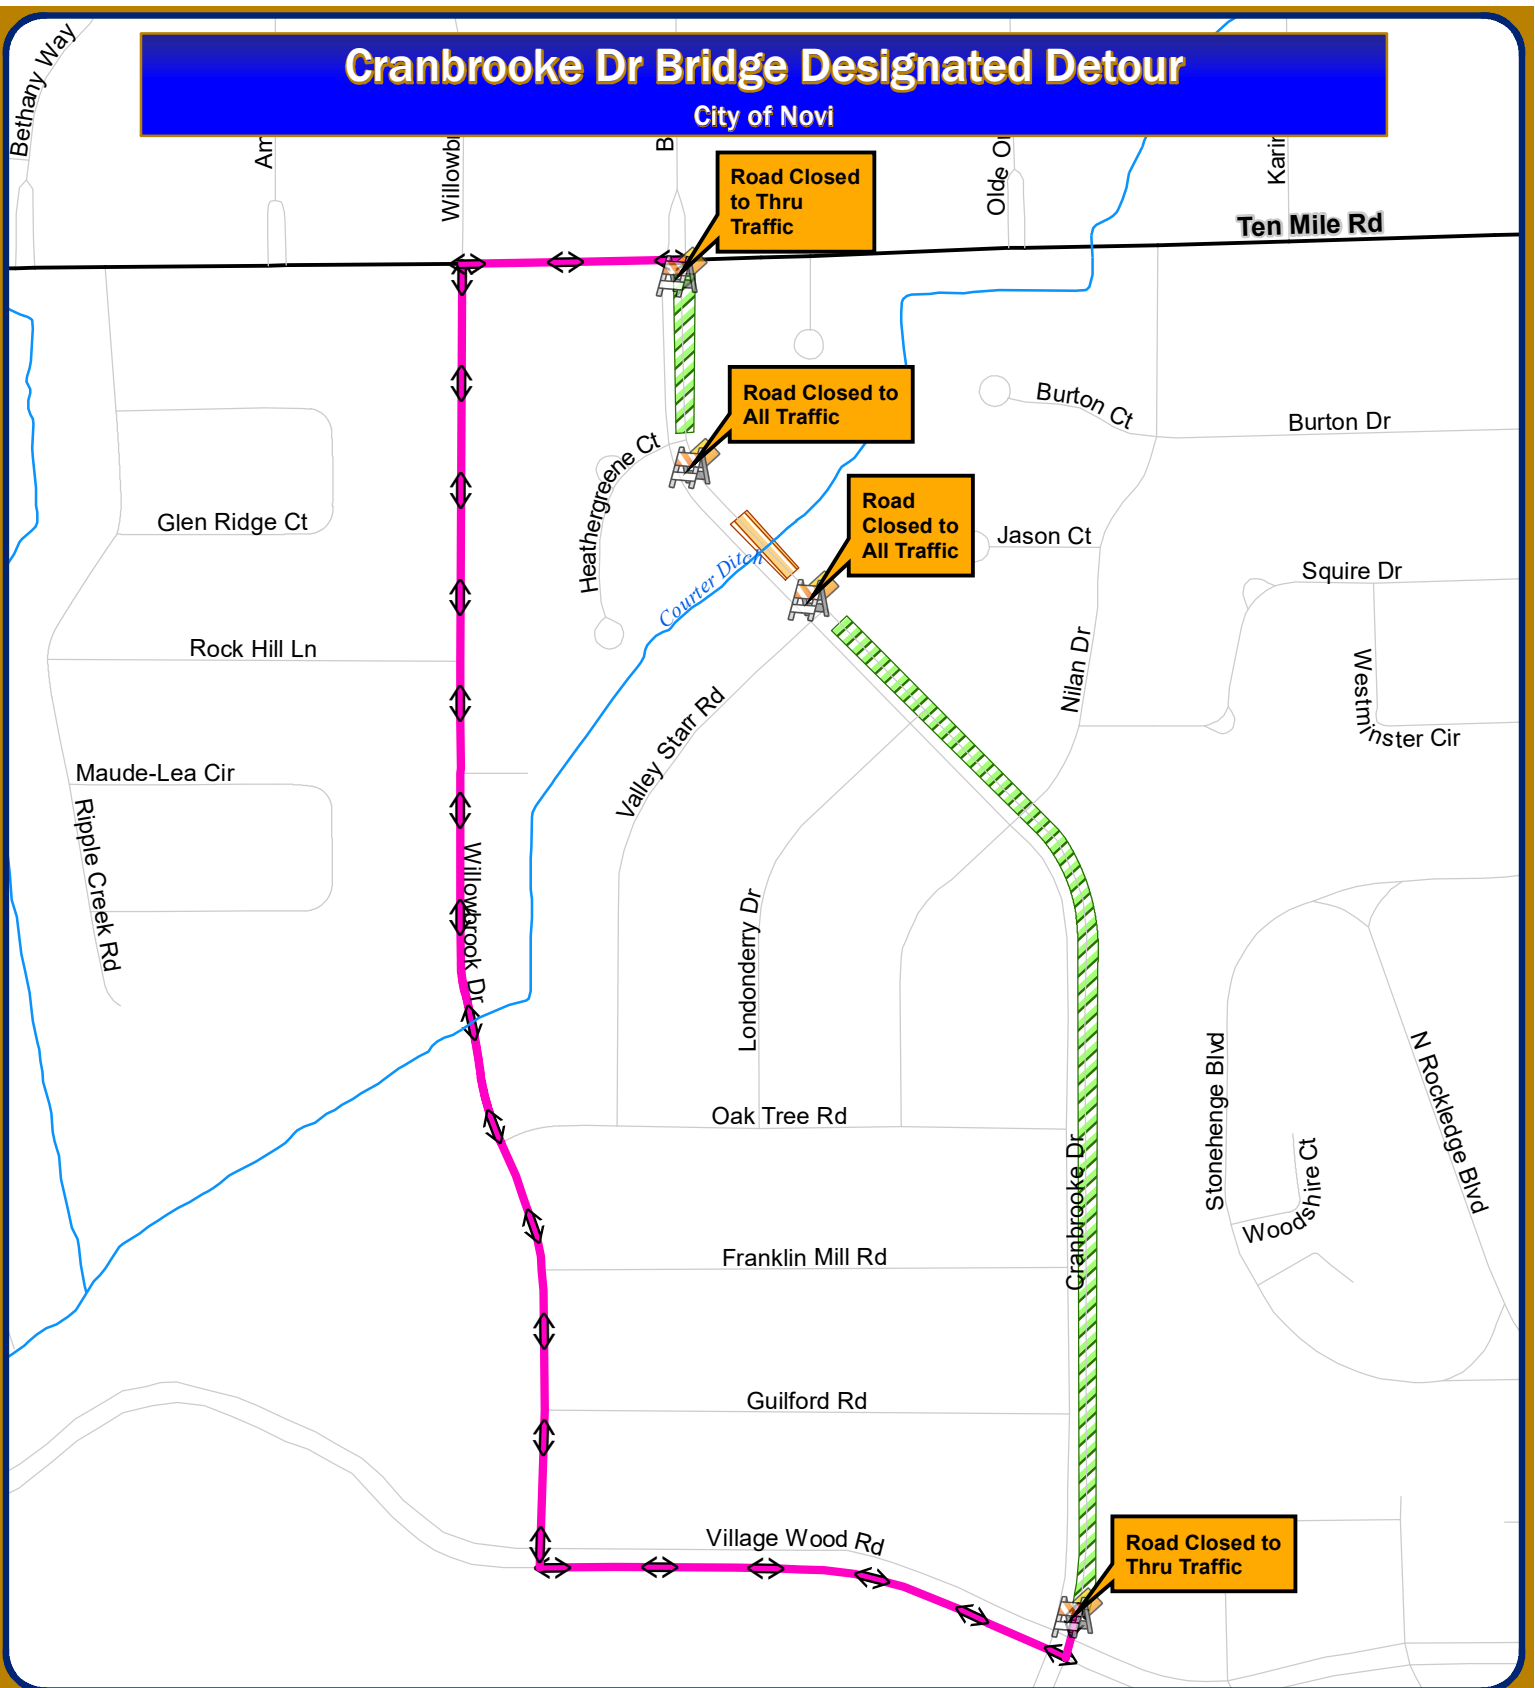 Cranbrooke Dr Bridge Designated Detour
City of Novi
Bethany Way
Road Closed
to Thru
Traffic
Ten Mile Rd
Road Closed to
All Traffic
Burton Ct
Burton Dr
Heathergreene Ct
Road
Closed to
All Traffic
Glen Ridge Ct
Jason Ct
Courter Ditch
Squire Dr
Rock Hill Ln
Nilan Dr
Westminster Cir
Valley Starr Rd
Maude-Lea Cir
Ripple Creek Rd
Willowbrook Dr
Londonderry Dr
Stonehenge Blvd
N Rockledge Blvd
Oak Tree Rd
Cranbrooke Dr
Woodshire Ct
Franklin Mill Rd
Guilford Rd
Village Wood Rd
Road Closed to
Thru Traffic